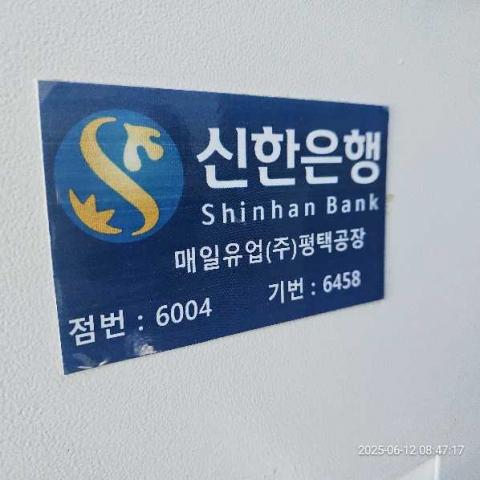 신한은행
Shinhan Bank
매일유업(주)평택공장
점번 : 6004 기번 : 6458
2025-06-12 08:47:17